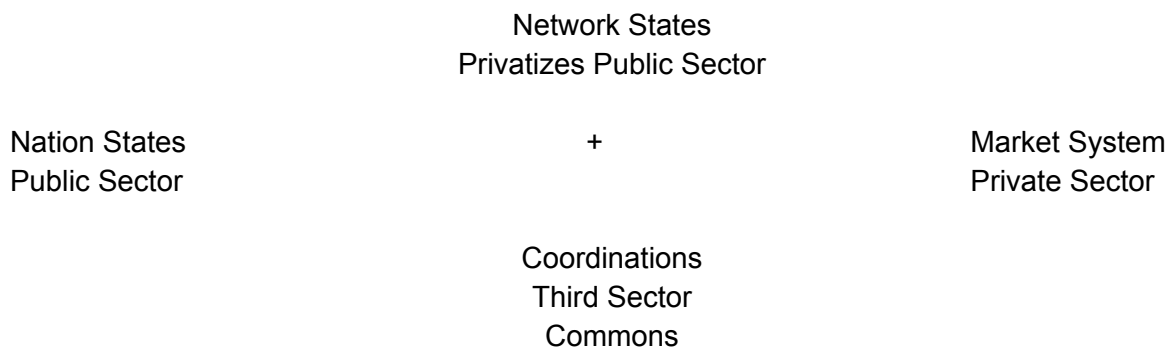 Network States
Privatizes Public Sector
Nation States
+
Market System
Public Sector
Private Sector
Coordinations
Third Sector
Commons